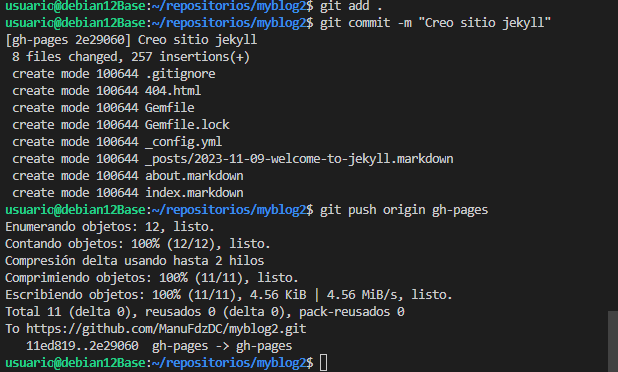 usuario@debian12Base:~/repositorios/myblog2$ git add .
usuario@debian12Base:~/repositorios/myblog2$ git commit -m "Creo sitio jekyll"
[gh-pages 2e29060] Creo sitio jekyll
 8 files changed, 257 insertions(+)
 create mode 100644 .gitignore
 create mode 100644 404.html
 create mode 100644 Gemfile
 create mode 100644 Gemfile.lock
 create mode 100644 _config.yml
 create mode 100644 _posts/2023-11-09-welcome-to-jekyll.markdown
 create mode 100644 about.markdown
 create mode 100644 index.markdown
usuario@debian12Base:~/repositorios/myblog2$ git push origin gh-pages
Enumerando objetos: 12, listo.
Contando objetos: 100% (12/12), listo.
Compresión delta usando hasta 2 hilos
Comprimiendo objetos: 100% (11/11), listo.
Escribiendo objetos: 100% (11/11), 4.56 KiB | 4.56 MiB/s, listo.
Total 11 (delta 0), reusados 0 (delta 0), pack-reusados 0
To https://github.com/ManuFdzDC/myblog2.git
   11ed819..2e29060  gh-pages -> gh-pages
usuario@debian12Base:~/repositorios/myblog2$